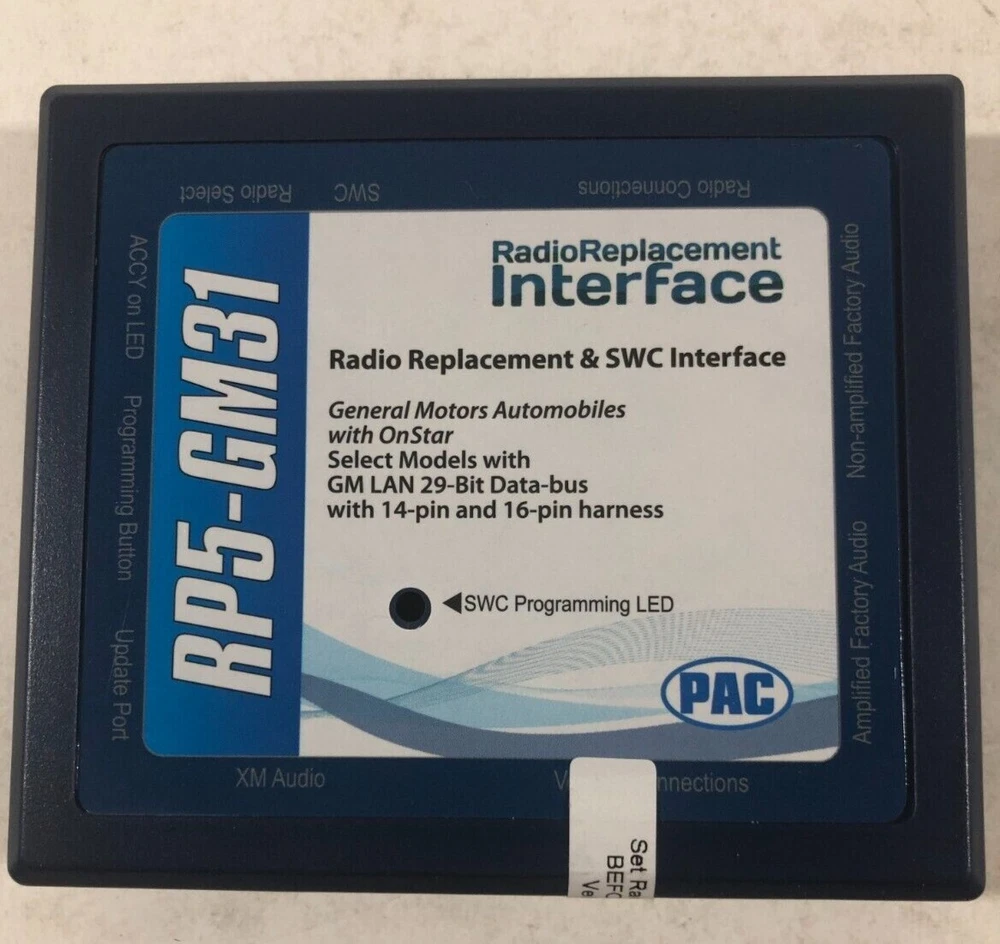 Radio Select
SWC
Radio Connections
ACCY on LED
Programming Button
Update Port
RP5-GM31
RadioReplacement
Interface
Radio Replacement & SWC Interface
General Motors Automobiles
with OnStar
Select Models with
GM LAN 29-Bit Data-bus
with 14-pin and 16-pin harness
SWC Programming LED
PAC
Non-amplified Factory Audio
Amplified Factory Audio
XM Audio
Set